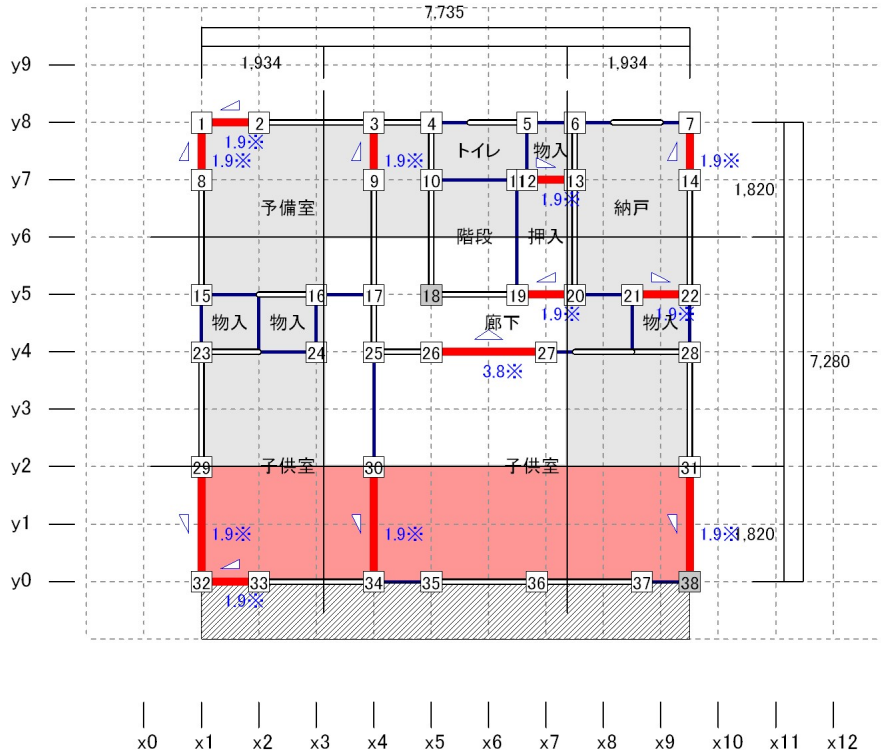 7,735
1,934 1,934
y9
y8 1 2 3 4 5 6 7
1.9※
1.9※ 1.9※ トイレ 物入 1.9※
y7 8 9 10 11 12 13 14
1,820
1.9※
予備室 納戸
y6 階段 押入
y5 15 16 17 18 19 20 21 22
1.9※ 1.9※
物入 物入 廊下 物入
y4 23 24 25 26 27 28
3.8※ 7,280
y3
y2 29 子供室 30 子供室 31
y1 1.9※ 1.9※ 1.9※ 1,820
y0 32 33 34 35 36 37 38
1.9※
x0 x1 x2 x3 x4 x5 x6 x7 x8 x9 x10 x11 x12